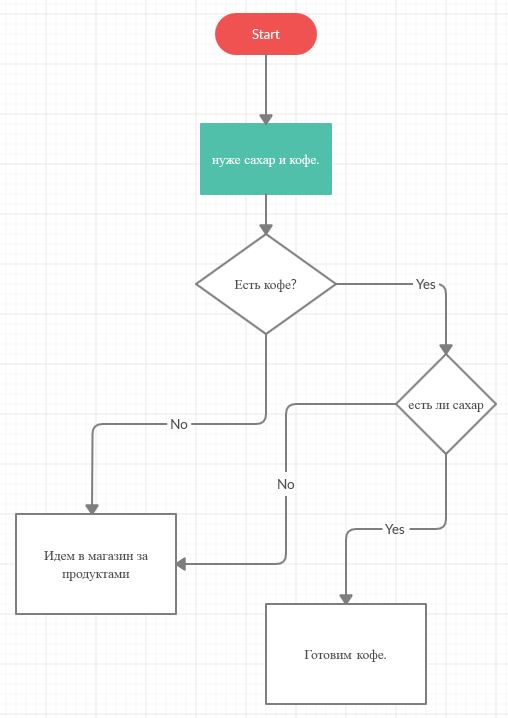 Start
нуже сахар и кофе.
Есть кофе?
Yes
есть ли сахар
No
No
Yes
Идем в магазин за
продуктами
Готовим кофе.